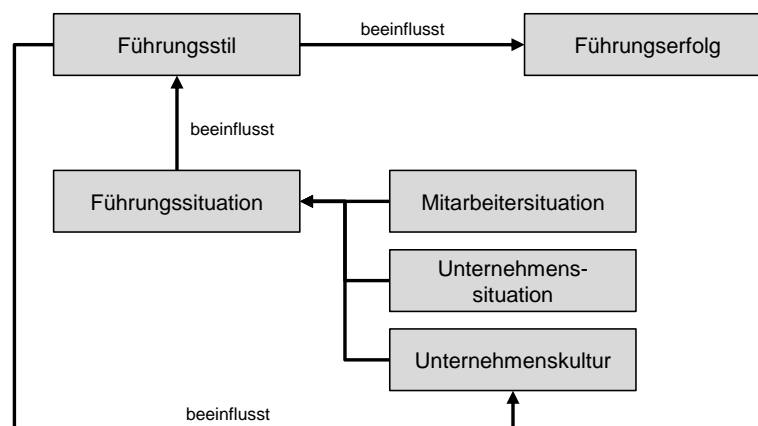 Führungsstil
beeinflusst
Führungserfolg
beeinflusst
Führungssituation
Mitarbeitersituation
Unternehmens-
situation
Unternehmenskultur
beeinflusst